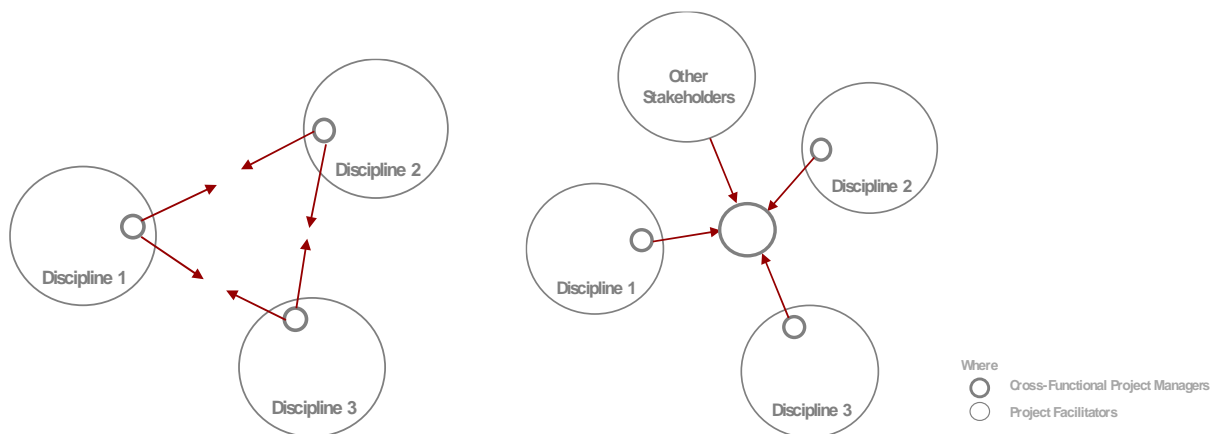 Discipline 2
Discipline 1
Discipline 3
Other
Stakeholders
Discipline 2
Discipline 1
Discipline 3
Where
Cross-Functional Project Managers
Project Facilitators